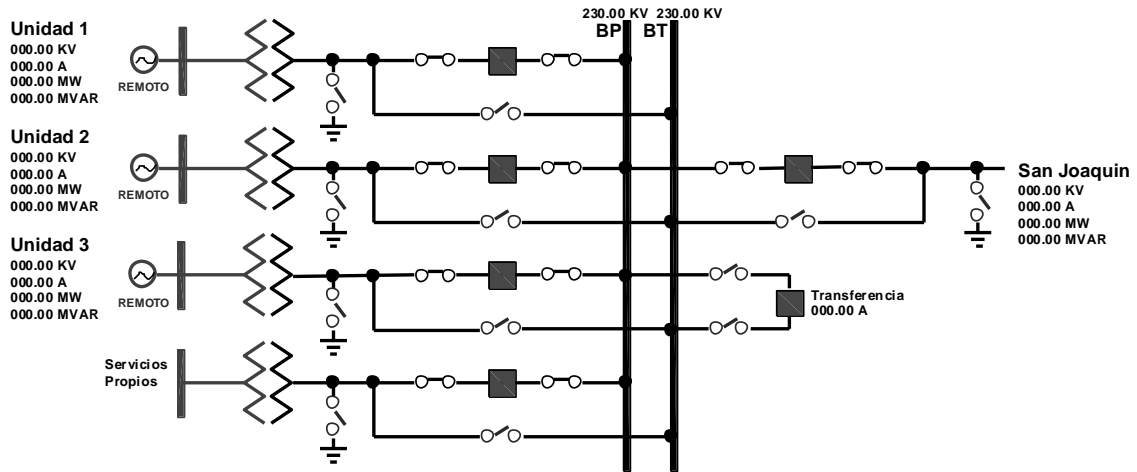 230.00 KV 230.00 KV
BP BT
Unidad 1
000.00 KV
000.00 A
000.00 MW
000.00 MVAR
REMOTO
Unidad 2
000.00 KV
000.00 A
000.00 MW
000.00 MVAR
REMOTO
San Joaquin
000.00 KV
000.00 A
000.00 MW
000.00 MVAR
Unidad 3
000.00 KV
000.00 A
000.00 MW
000.00 MVAR
REMOTO
Transferencia
000.00 A
Servicios
Propios